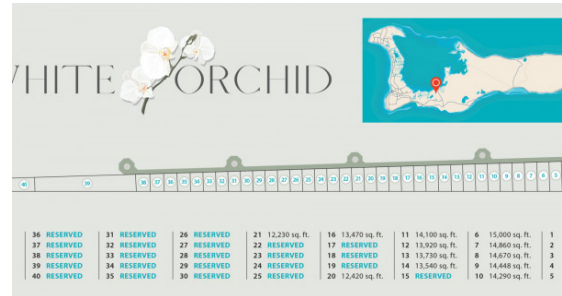 WHITE ORCHID
40 39 38 37 36 35 34 33 32 31 30 29 28 27 26 25 24 23 22 21 20 19 18 17 16 15 14 13 12 11 10 9 8 7 6 5
36 RESERVED 31 RESERVED 26 RESERVED 21 12,230 sq. ft. 16 13,470 sq. ft. 11 14,100 sq. ft. 6 15,000 sq. ft. 1
37 RESERVED 32 RESERVED 27 RESERVED 22 RESERVED 17 RESERVED 12 13,920 sq. ft. 7 14,860 sq. ft. 2
38 RESERVED 33 RESERVED 28 RESERVED 23 RESERVED 18 RESERVED 13 13,730 sq. ft. 8 14,670 sq. ft. 3
39 RESERVED 34 RESERVED 29 RESERVED 24 RESERVED 19 RESERVED 14 13,540 sq. ft. 9 14,448 sq. ft. 4
40 RESERVED 35 RESERVED 30 RESERVED 25 RESERVED 20 12,420 sq. ft. 15 RESERVED 10 14,290 sq. ft. 5